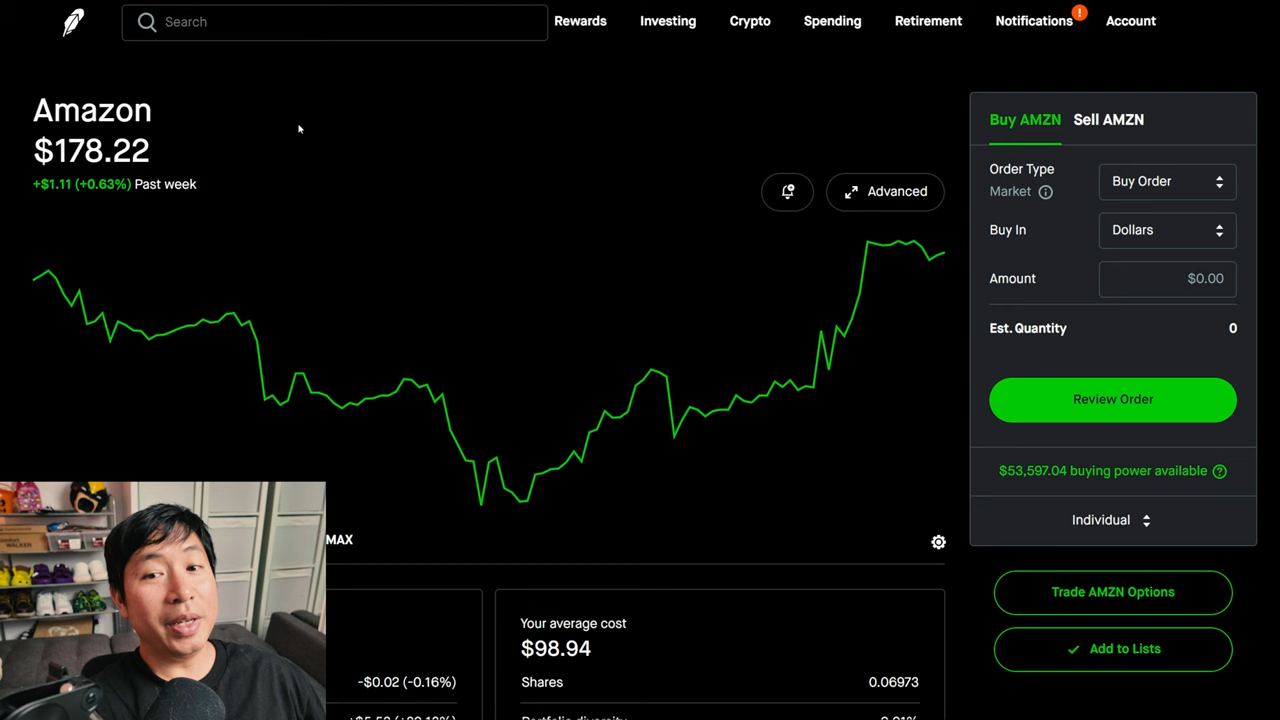 Search
Rewards
Investing
Crypto
Spending
Retirement
Notifications
!
Account
Amazon
$178.22
+$1.11 (+0.63%) Past week
Advanced
Buy AMZN
Sell AMZN
Order Type
Market
Buy Order
Buy In
Dollars
Amount
$0.00
Est. Quantity
0
Review Order
$53,597.04 buying power available
Individual
Trade AMZN Options
Add to Lists
MAX
-$0.02 (-0.16%)
Your average cost
$98.94
Shares
0.06973
Portfolio diversity
WALKER